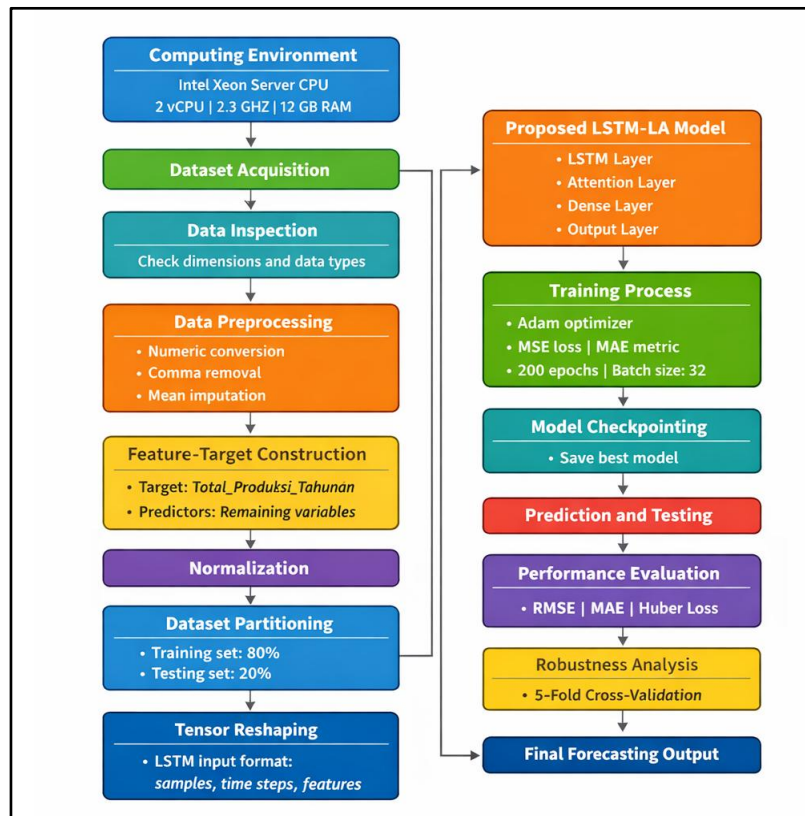 Computing Environment
Intel Xeon Server CPU
2 vCPU | 2.3 GHZ | 12 GB RAM
Dataset Acquisition
Data Inspection
Check dimensions and data types
Data Preprocessing
• Numeric conversion
• Comma removal
• Mean imputation
Feature-Target Construction
• Target: Total_Produksi_Tahunan
• Predictors: Remaining variables
Normalization
Dataset Partitioning
• Training set: 80%
• Testing set: 20%
Tensor Reshaping
• LSTM input format:
samples, time steps, features
Proposed LSTM-LA Model
• LSTM Layer
• Attention Layer
• Dense Layer
• Output Layer
Training Process
• Adam optimizer
• MSE loss | MAE metric
• 200 epochs | Batch size: 32
Model Checkpointing
• Save best model
Prediction and Testing
Performance Evaluation
• RMSE | MAE | Huber Loss
Robustness Analysis
• 5-Fold Cross-Validation
Final Forecasting Output